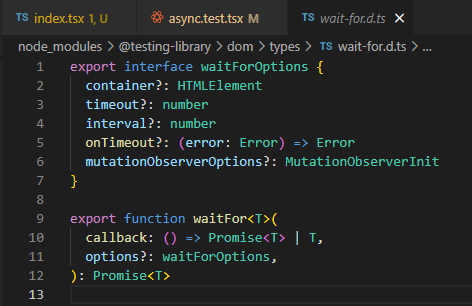 TS index.tsx 1, U
async.test.tsx M
TS wait-for.d.ts ×
node_modules > @testing-library > dom > types > TS wait-for.d.ts > ...
1 export interface waitForOptions {
2   container?: HTMLElement
3   timeout?: number
4   interval?: number
5   onTimeout?: (error: Error) => Error
6   mutationObserverOptions?: MutationObserverInit
7 }
8
9 export function waitFor<T>(
10   callback: () => Promise<T> | T,
11   options?: waitForOptions,
12 ): Promise<T>
13